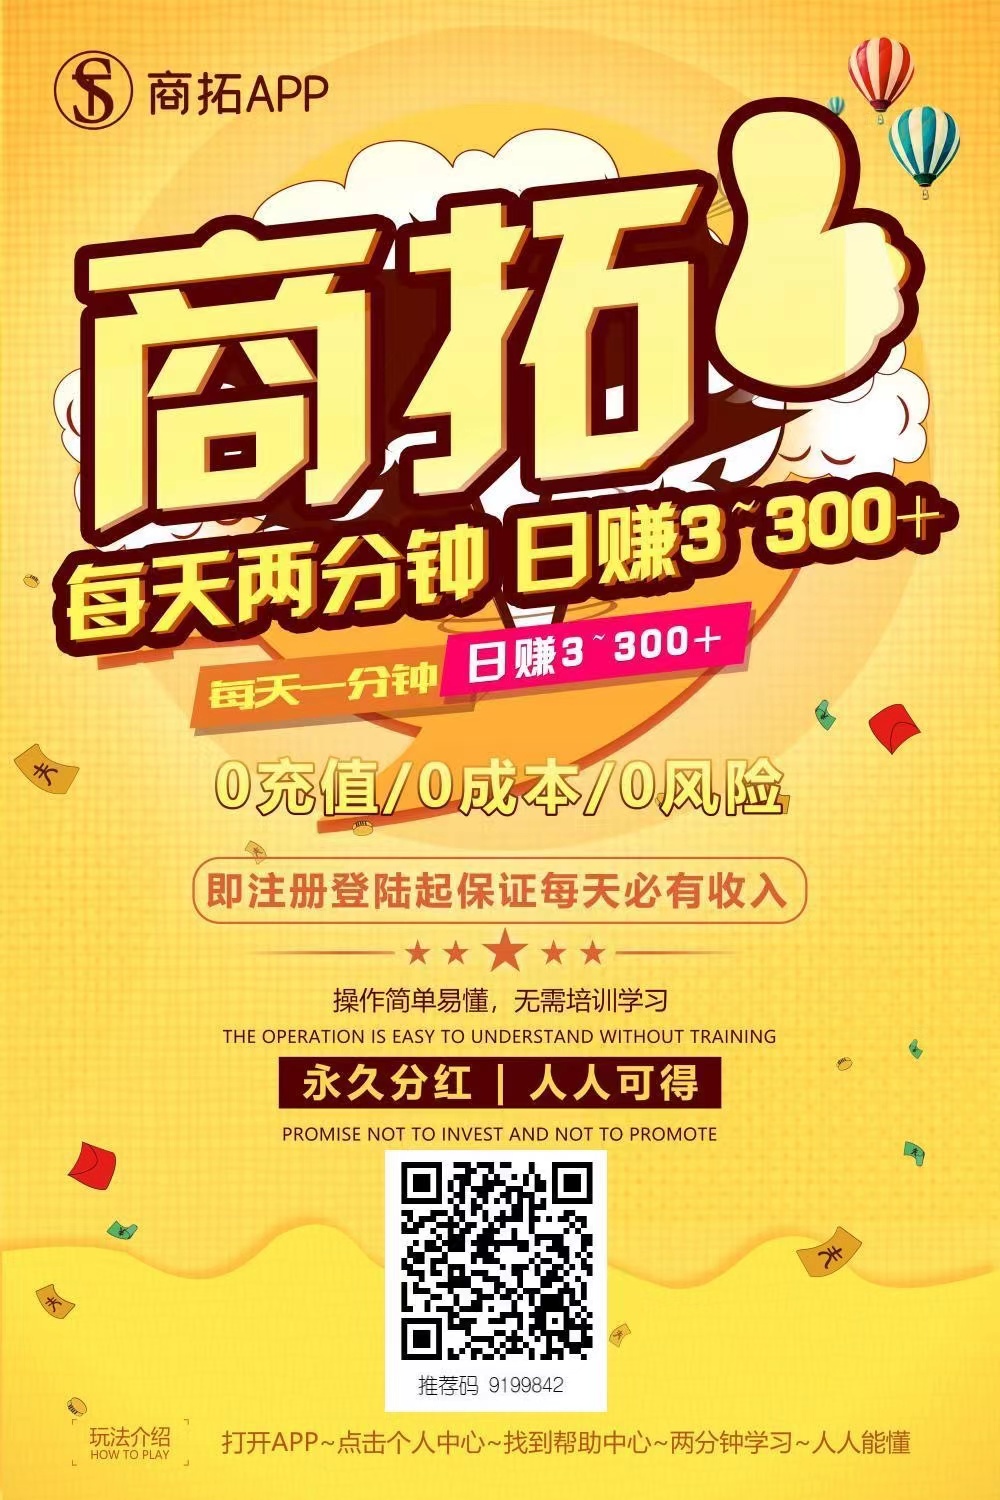 商拓APP
商拓
每天两分钟 日赚3~300+
每天一分钟 日赚3~300+
0充值/0成本/0风险
即注册登陆起保证每天必有收入
操作简单易懂，无需培训学习
THE OPERATION IS EASY TO UNDERSTAND WITHOUT TRAINING
永久分红 | 人人可得
PROMISE NOT TO INVEST AND NOT TO PROMOTE
推荐码 9199842
玩法介绍
HOW TO PLAY
打开APP~点击个人中心~找到帮助中心~两分钟学习~人人能懂